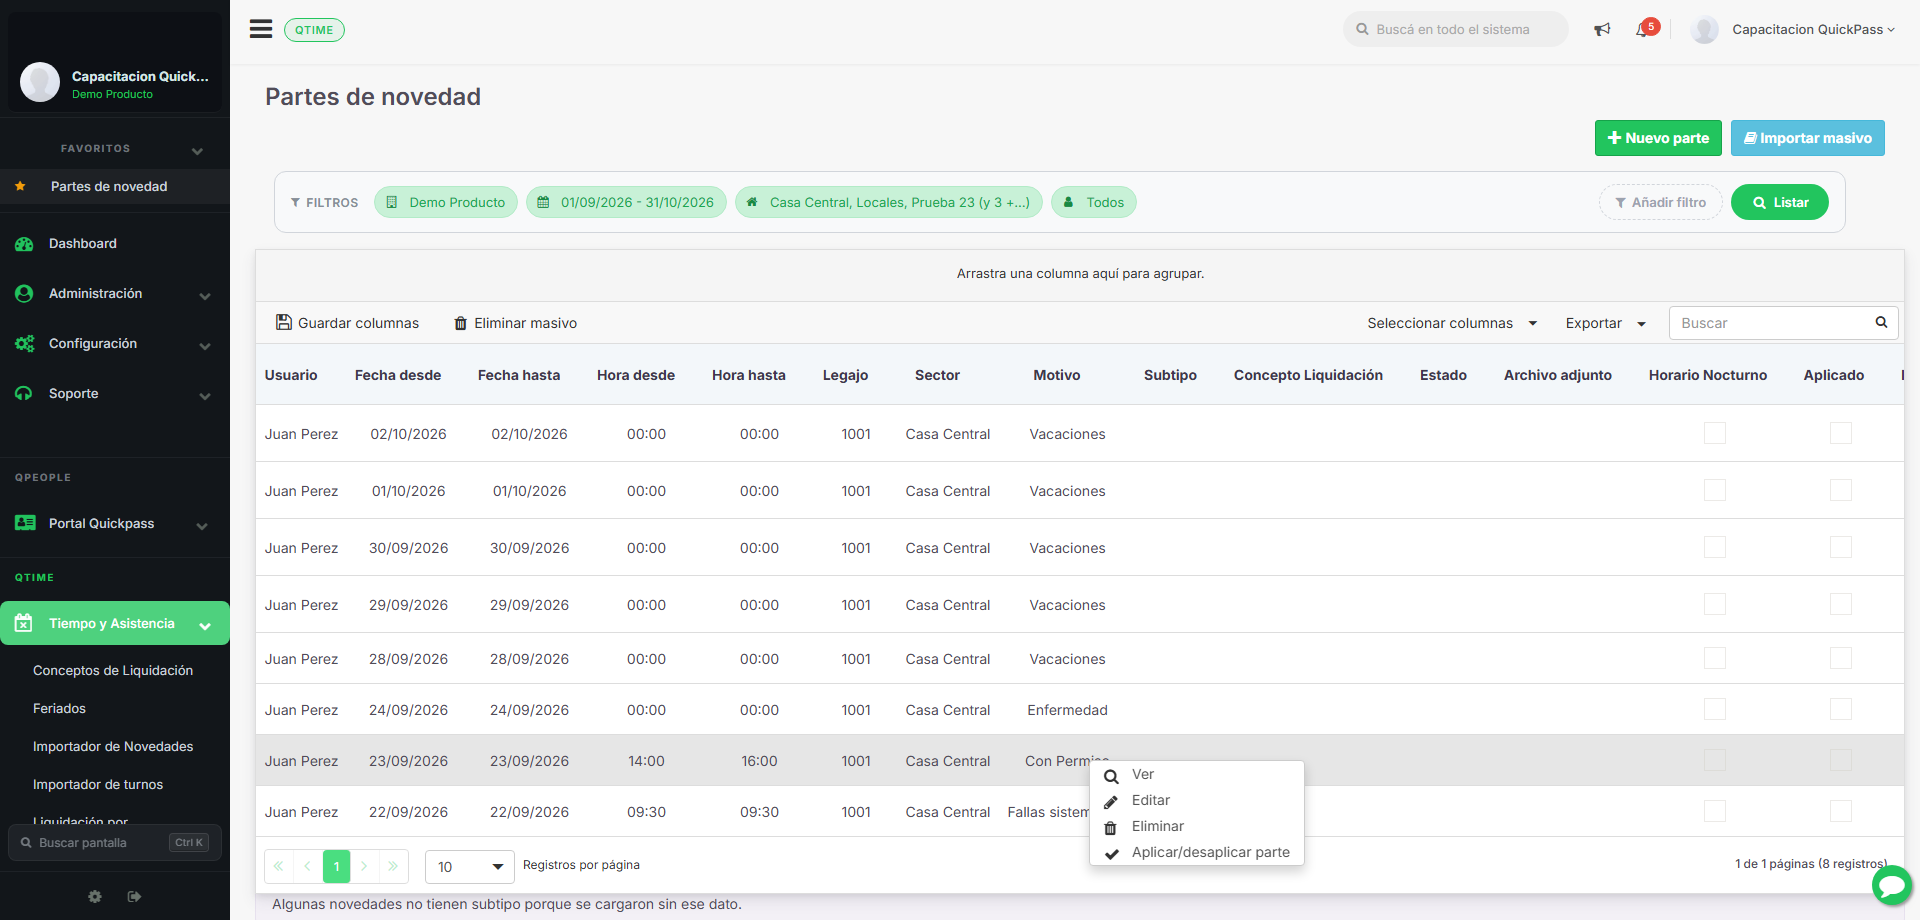 Capacitacion Quick...
Demo Producto
FAVORITOS
Partes de novedad
Dashboard
Administración
Configuración
Soporte
QPEOPLE
Portal Quickpass
QTIME
Tiempo y Asistencia
Conceptos de Liquidación
Feriados
Importador de Novedades
Importador de turnos
Liquidación por
Buscar pantalla Ctrl K
QTIME
Buscá en todo el sistema
5
Capacitacion QuickPass
Partes de novedad
Nuevo parte
Importar masivo
FILTROS
Demo Producto
01/09/2026 - 31/10/2026
Casa Central, Locales, Prueba 23 (y 3 +...)
Todos
Añadir filtro
Listar
Arrastra una columna aquí para agrupar.
Guardar columnas
Eliminar masivo
Seleccionar columnas
Exportar
Buscar
Usuario Fecha desde Fecha hasta Hora desde Hora hasta Legajo Sector Motivo Subtipo Concepto Liquidación Estado Archivo adjunto Horario Nocturno Aplicado
Juan Perez 02/10/2026 02/10/2026 00:00 00:00 1001 Casa Central Vacaciones
Juan Perez 01/10/2026 01/10/2026 00:00 00:00 1001 Casa Central Vacaciones
Juan Perez 30/09/2026 30/09/2026 00:00 00:00 1001 Casa Central Vacaciones
Juan Perez 29/09/2026 29/09/2026 00:00 00:00 1001 Casa Central Vacaciones
Juan Perez 28/09/2026 28/09/2026 00:00 00:00 1001 Casa Central Vacaciones
Juan Perez 24/09/2026 24/09/2026 00:00 00:00 1001 Casa Central Enfermedad
Juan Perez 23/09/2026 23/09/2026 14:00 16:00 1001 Casa Central Con Permiso
Juan Perez 22/09/2026 22/09/2026 09:30 09:30 1001 Casa Central Fallas sistem
Ver
Editar
Eliminar
Aplicar/desaplicar parte
« ‹ 1 › »
10
Registros por página
1 de 1 páginas (8 registros)
Algunas novedades no tienen subtipo porque se cargaron sin ese dato.